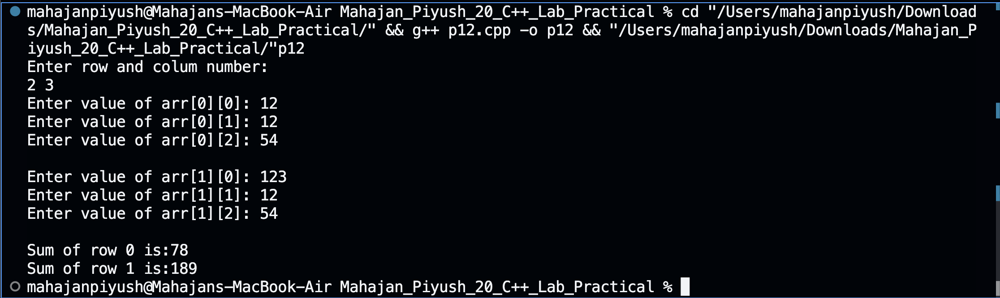 mahajanpiyush@Mahajans-MacBook-Air Mahajan_Piyush_20_C++_Lab_Practical % cd "/Users/mahajanpiyush/Download
s/Mahajan_Piyush_20_C++_Lab_Practical/" && g++ p12.cpp -o p12 && "/Users/mahajanpiyush/Downloads/Mahajan_P
iyush_20_C++_Lab_Practical/"p12
Enter row and colum number:
2 3
Enter value of arr[0][0]: 12
Enter value of arr[0][1]: 12
Enter value of arr[0][2]: 54

Enter value of arr[1][0]: 123
Enter value of arr[1][1]: 12
Enter value of arr[1][2]: 54

Sum of row 0 is:78
Sum of row 1 is:189
mahajanpiyush@Mahajans-MacBook-Air Mahajan_Piyush_20_C++_Lab_Practical %